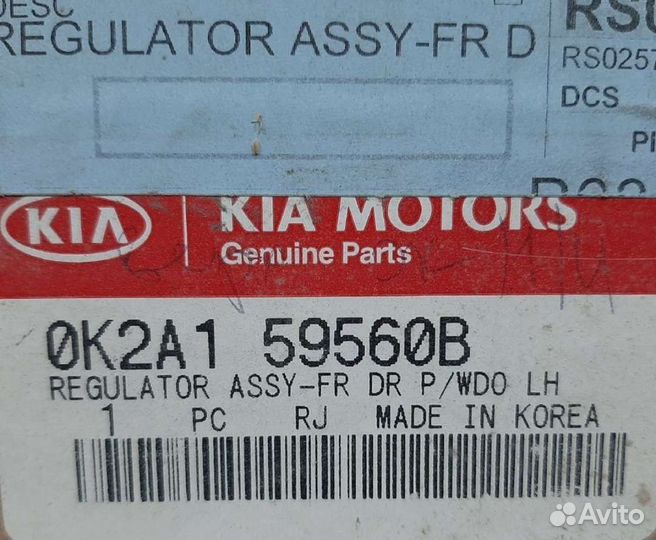 DESC
REGULATOR ASSY-FR D
RS0257
DCS
KIA
KIA MOTORS
Genuine Parts
0K2A1 59560B
REGULATOR ASSY-FR DR P/WDO LH
1 PC RJ MADE IN KOREA
Avito